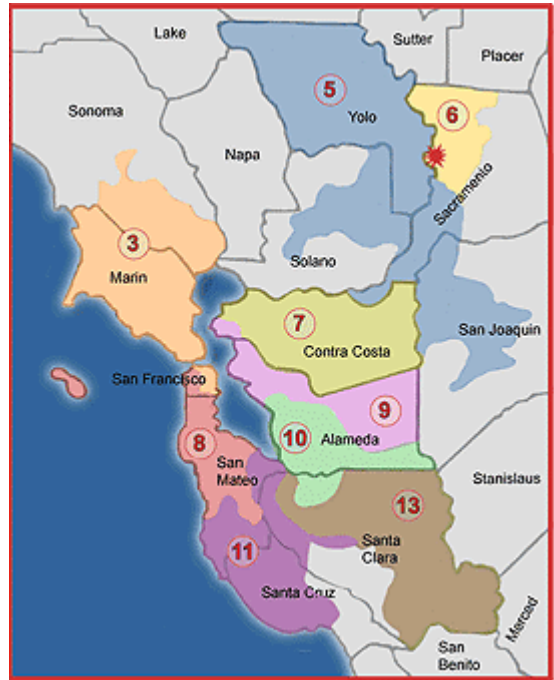 Lake
Sutter
Placer
Sonoma
5
Yolo
6
Napa
Sacramento
3
Marin
Solano
7
Contra Costa
San Joaquin
San Francisco
9
10
Alameda
8
San
Mateo
Stanislaus
13
11
Santa
Clara
Santa Cruz
Merced
San
Benito